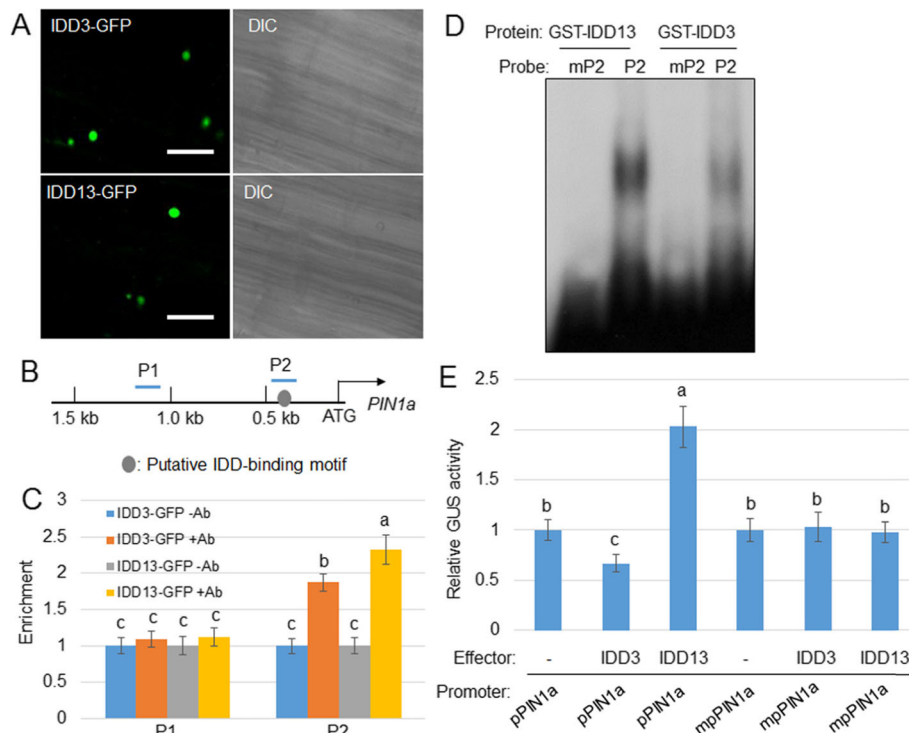 A
IDD3-GFP
DIC
IDD13-GFP
DIC
B
P1
P2
1.5 kb
1.0 kb
0.5 kb
ATG
PIN1a
: Putative IDD-binding motif
C
Enrichment
3
2.5
2
1.5
1
0.5
0
IDD3-GFP -Ab
IDD3-GFP +Ab
IDD13-GFP -Ab
IDD13-GFP +Ab
c
c
c
c
c
b
c
a
P1
P2
D
Protein: GST-IDD13 GST-IDD3
Probe: mP2 P2 mP2 P2
E
Relative GUS activity
2.5
2
1.5
1
0.5
0
b
c
a
b
b
b
Effector: - IDD3 IDD13 - IDD3 IDD13
Promoter: pPIN1a pPIN1a pPIN1a mpPIN1a mpPIN1a mpPIN1a